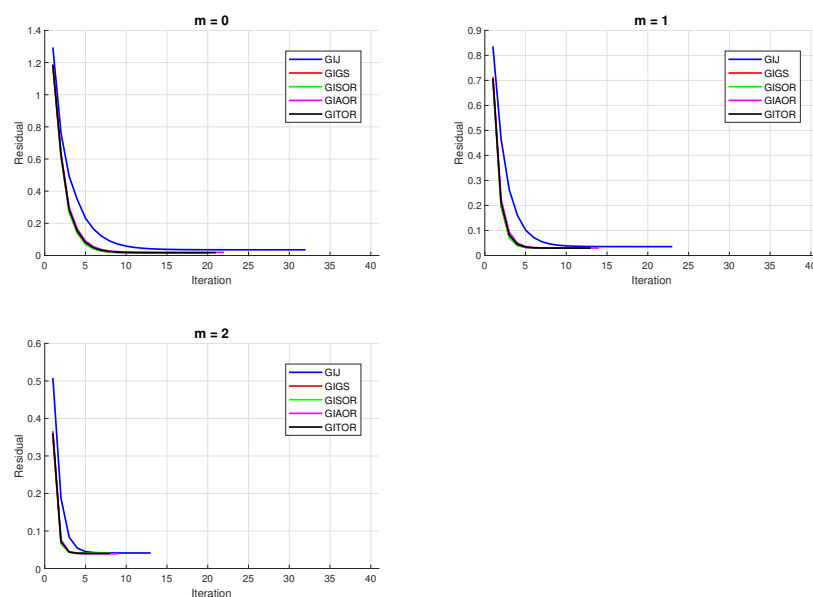 m = 0
1.4
1.2
1
0.8
0.6
0.4
0.2
0
Residual
0 5 10 15 20 25 30 35 40
Iteration
GIJ
GIGS
GISOR
GIAOR
GITOR
m = 1
0.9
0.8
0.7
0.6
0.5
0.4
0.3
0.2
0.1
0
Residual
0 5 10 15 20 25 30 35 40
Iteration
GIJ
GIGS
GISOR
GIAOR
GITOR
m = 2
0.6
0.5
0.4
0.3
0.2
0.1
0
Residual
0 5 10 15 20 25 30 35 40
Iteration
GIJ
GIGS
GISOR
GIAOR
GITOR